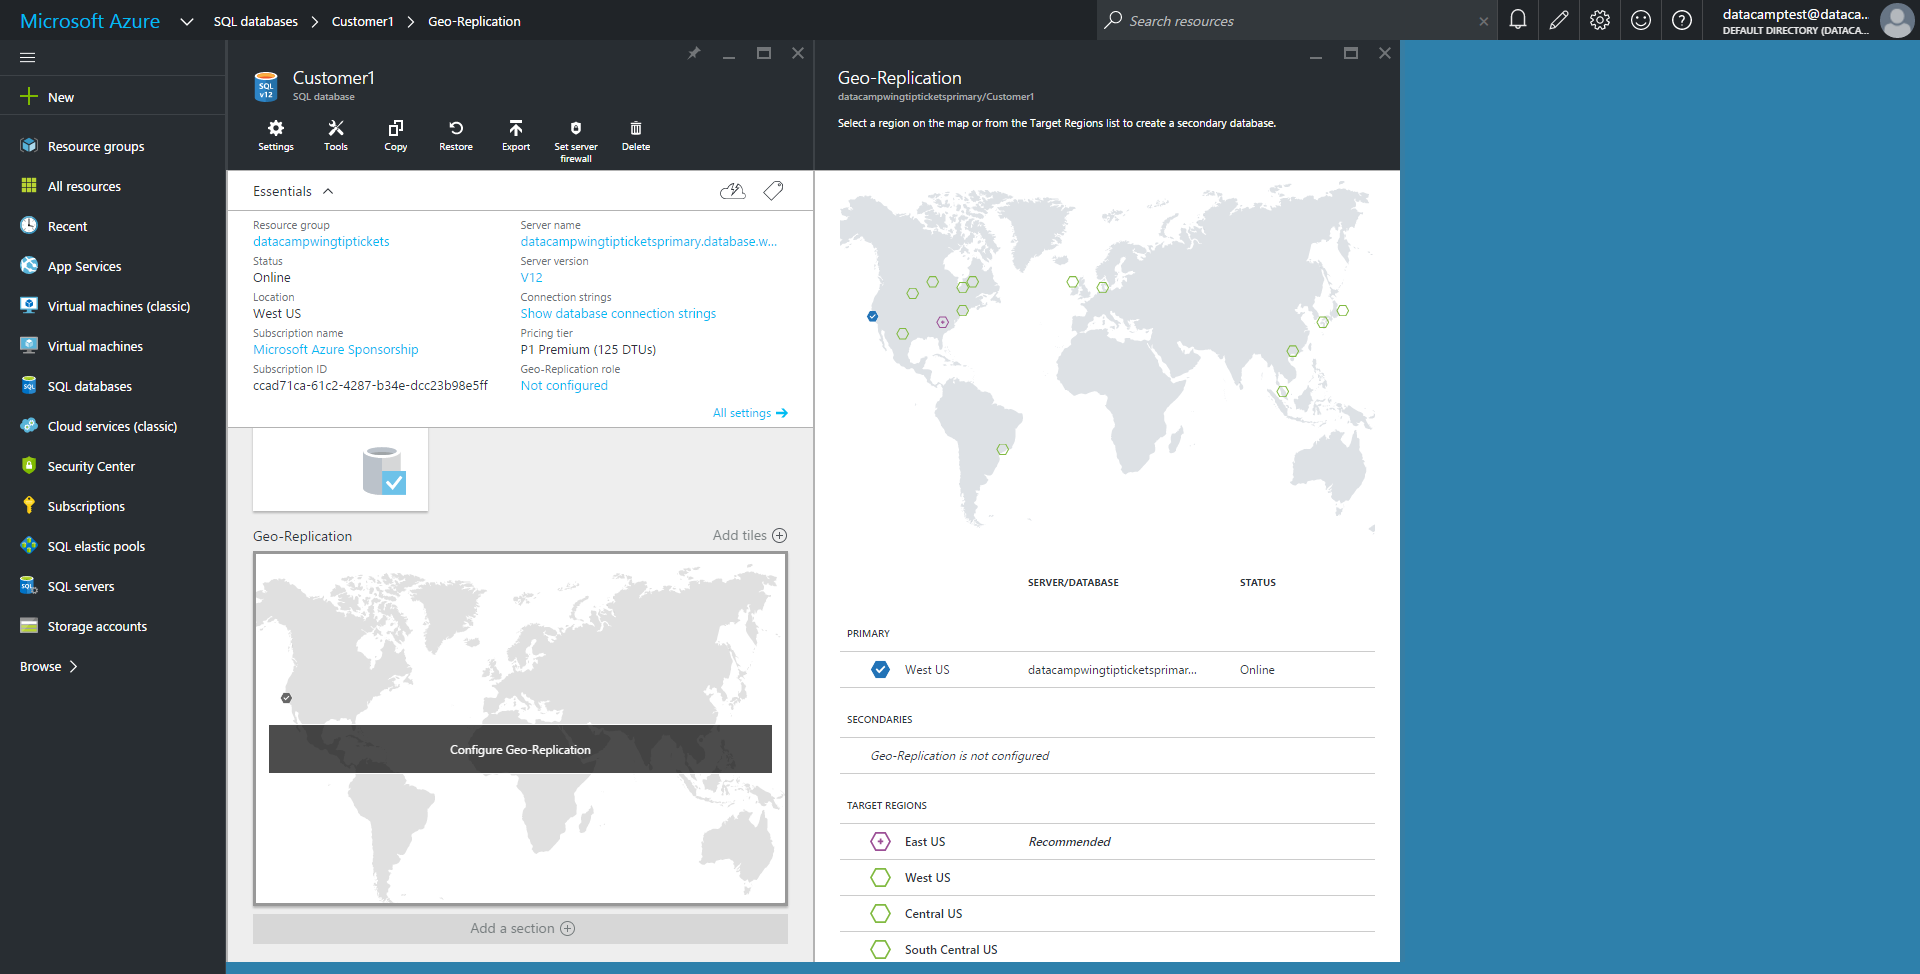 Microsoft Azure
SQL databases
Customer1
Geo-Replication
Search resources
datacamptest@dataca...
DEFAULT DIRECTORY (DATACA...
New
Resource groups
All resources
Recent
App Services
Virtual machines (classic)
Virtual machines
SQL databases
Cloud services (classic)
Security Center
Subscriptions
SQL elastic pools
SQL servers
Storage accounts
Browse
SQL
v12
Customer1
SQL database
Settings
Tools
Copy
Restore
Export
Set server
firewall
Delete
Essentials
Resource group
datacampwingtiptickets
Status
Online
Location
West US
Subscription name
Microsoft Azure Sponsorship
Subscription ID
ccad71ca-61c2-4287-b34e-dcc23b98e5ff
Server name
datacampwingtipticketsprimary.database.w...
Server version
V12
Connection strings
Show database connection strings
Pricing tier
P1 Premium (125 DTUs)
Geo-Replication role
Not configured
All settings
Geo-Replication
Add tiles
Configure Geo-Replication
Add a section
Geo-Replication
datacampwingtipticketsprimary/Customer1
Select a region on the map or from the Target Regions list to create a secondary database.
SERVER/DATABASE STATUS
PRIMARY
West US datacampwingtipticketsprimar... Online
SECONDARIES
Geo-Replication is not configured
TARGET REGIONS
East US Recommended
West US
Central US
South Central US